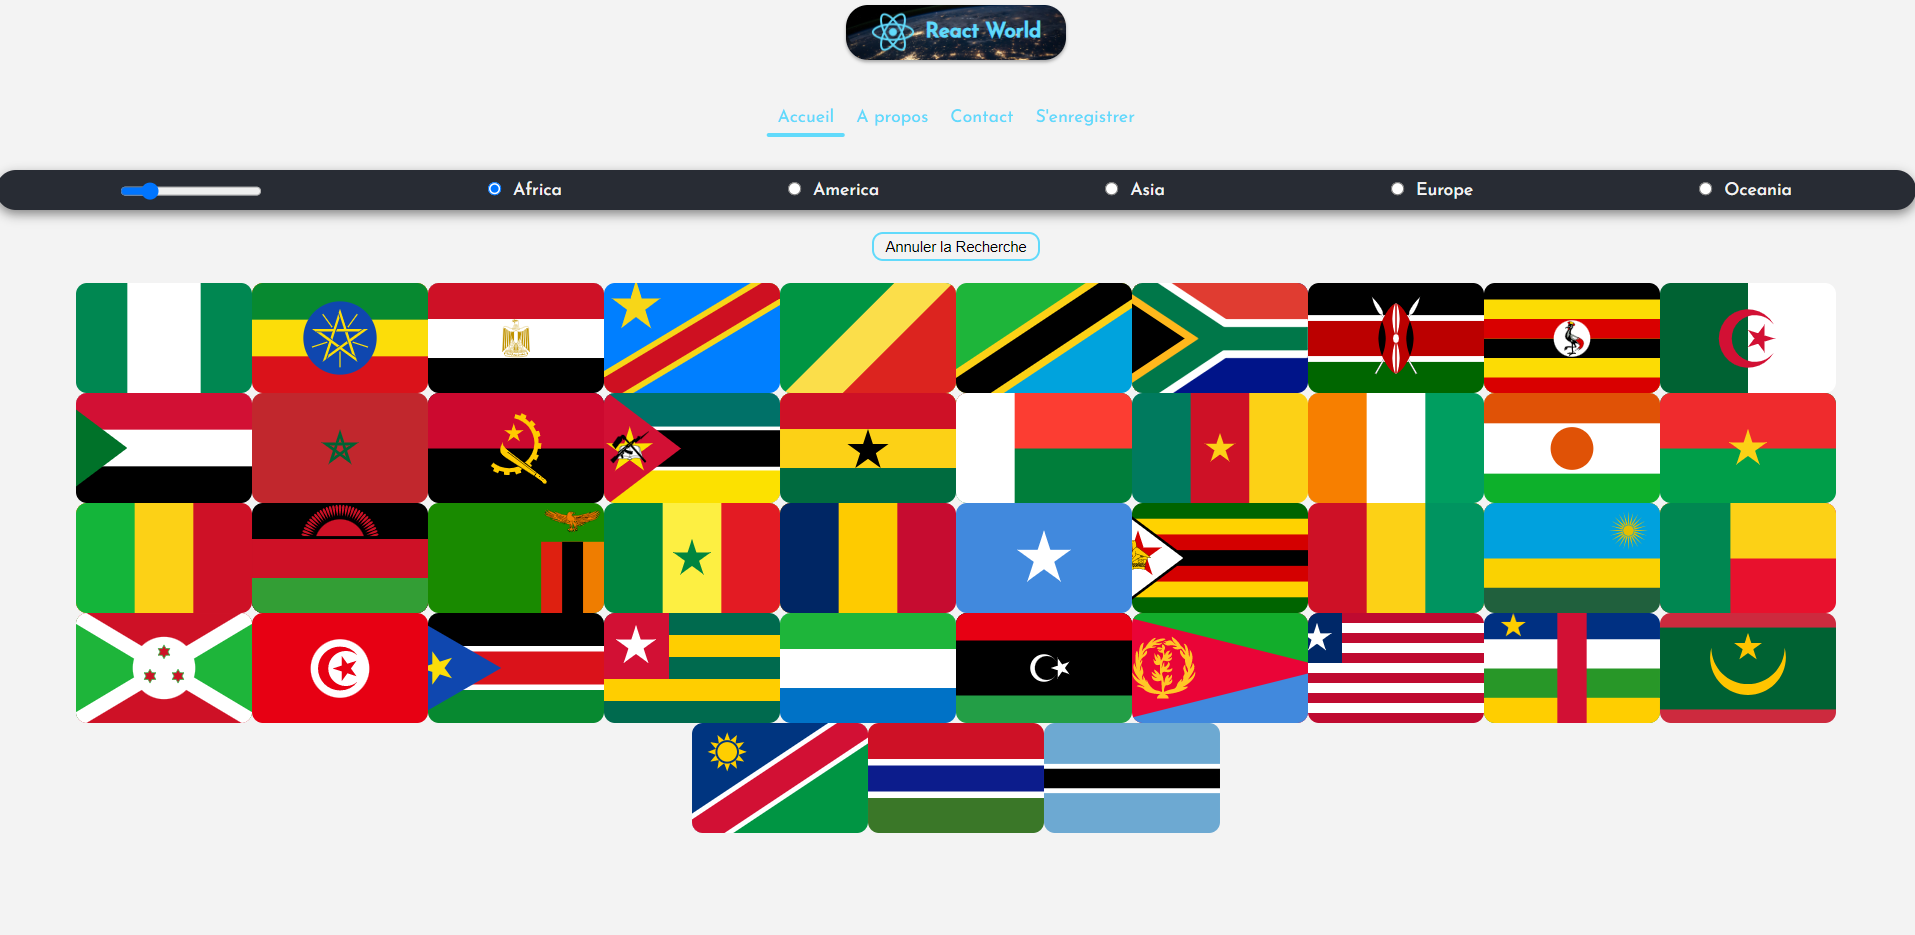 React World
Accueil A propos Contact S'enregistrer
Africa America Asia Europe Oceania
Annuler la Recherche